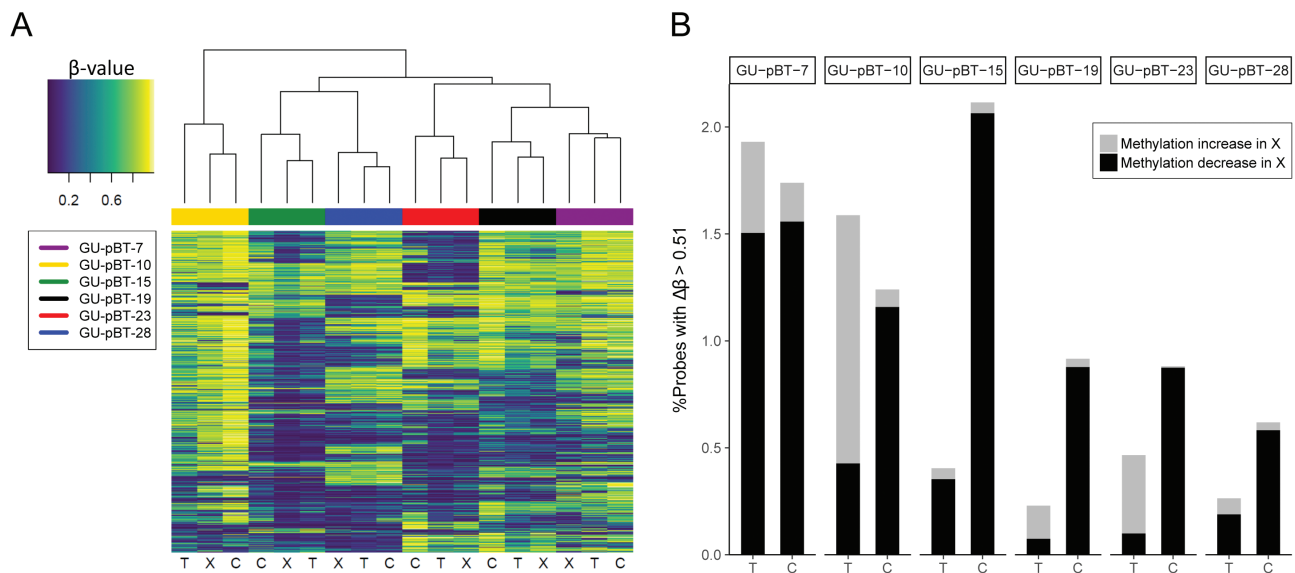 A
β-value
0.2 0.6
GU-pBT-7
GU-pBT-10
GU-pBT-15
GU-pBT-19
GU-pBT-23
GU-pBT-28
T X C C X T X T C C T X C T X X T C
B
GU−pBT−7 GU−pBT−10 GU−pBT−15 GU−pBT−19 GU−pBT−23 GU−pBT−28
Methylation increase in X
Methylation decrease in X
%Probes with Δβ > 0.51
2.0
1.5
1.0
0.5
0.0
T C T C T C T C T C T C